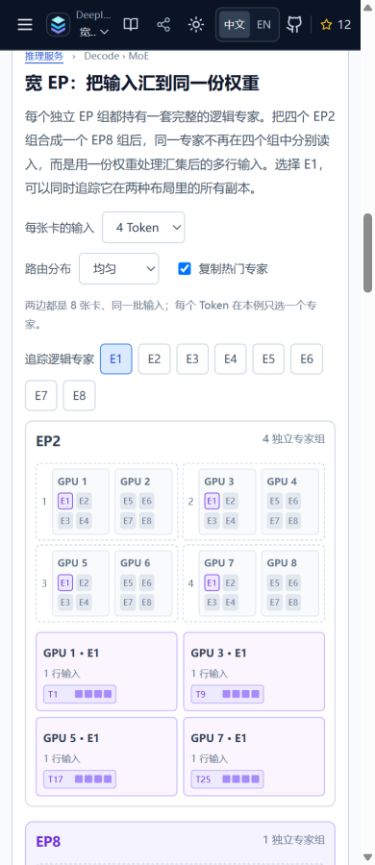 Deepl...
宽...
中文 EN
12
推理服务 › Decode › MoE
宽 EP：把输入汇到同一份权重
每个独立 EP 组都持有一套完整的逻辑专家。把四个 EP2
组合成一个 EP8 组后，同一专家不再在四个组中分别读
入，而是用一份权重处理汇集后的多行输入。选择 E1，
可以同时追踪它在两种布局里的所有副本。
每张卡的输入 4 Token
路由分布 均匀 复制热门专家
两边都是 8 张卡、同一批输入；每个 Token 在本例只选一个专
家。
追踪逻辑专家 E1 E2 E3 E4 E5 E6
E7 E8
EP2 4 独立专家组
GPU 1 GPU 2 GPU 3 GPU 4
1 E1 E2 E5 E6 2 E1 E2 E5 E6
E3 E4 E7 E8 E3 E4 E7 E8
GPU 5 GPU 6 GPU 7 GPU 8
3 E1 E2 E5 E6 4 E1 E2 E5 E6
E3 E4 E7 E8 E3 E4 E7 E8
GPU 1 • E1 GPU 3 • E1
1 行输入 1 行输入
T1 T9
GPU 5 • E1 GPU 7 • E1
1 行输入 1 行输入
T17 T25
EP8 1 独立专家组